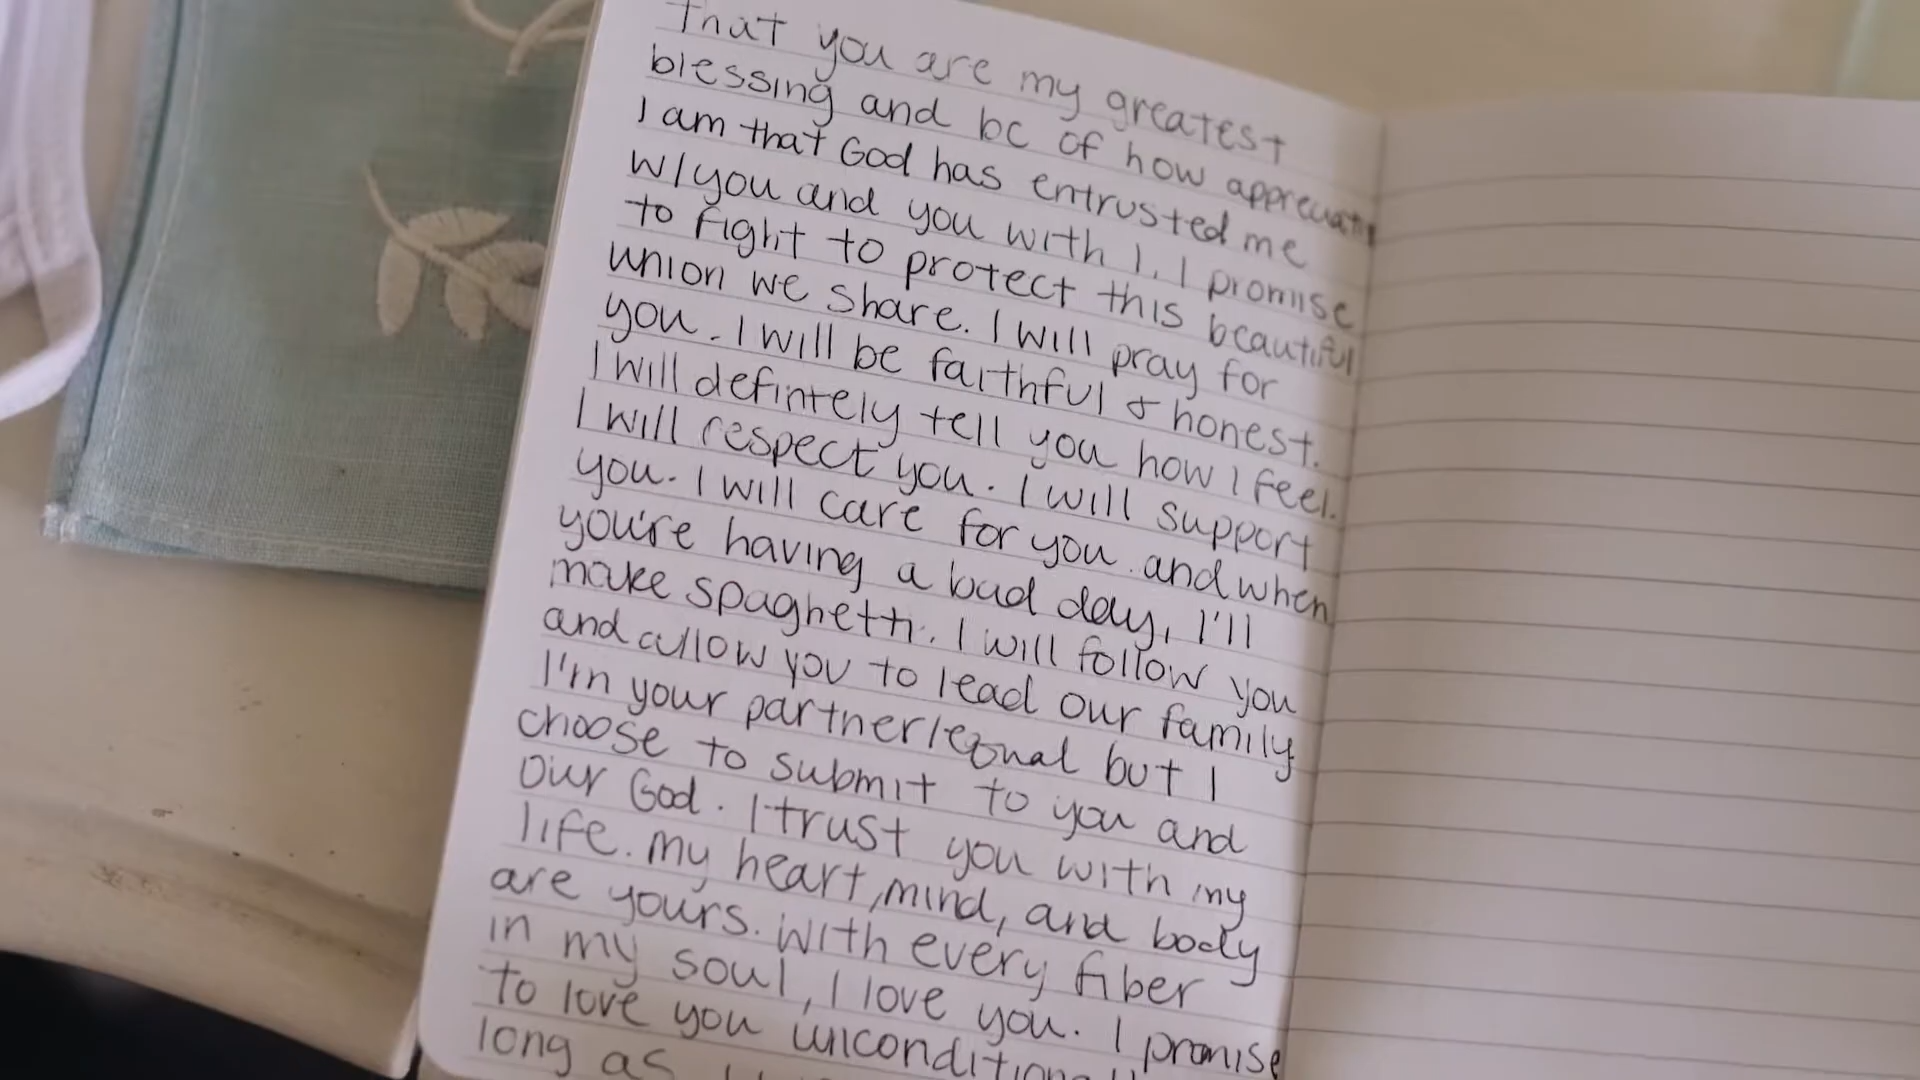 that you are my greatest
blessing and bc of how
I am that God has entrusted me
w/you and you with I. I promise
to fight to protect this beautiful
union we share. I will pray for
you. I will be faithful & honest.
I will defintely tell you how I feel.
I will respect you. I will support
you. I will care for you and when
you're having a bad day, I'll
make spaghetti. I will follow you
and allow you to lead our family
I'm your partner/equal but I
choose to submit to you and
our God. I trust you with my
life. my heart, mind, and body
are yours. With every fiber
in my soul, I love you. I promise
to love you
long as